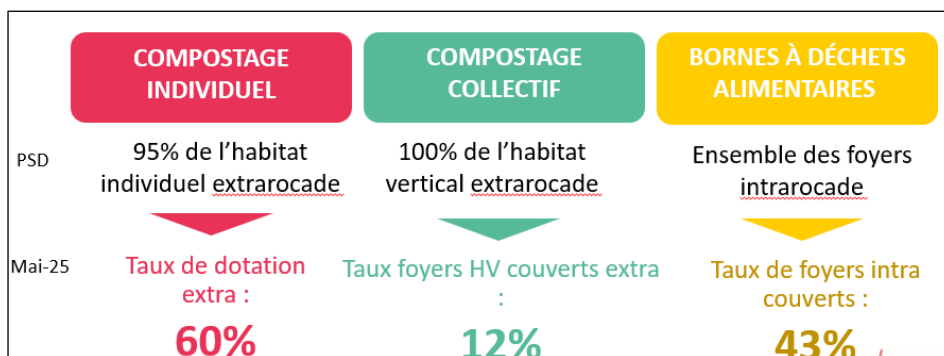 COMPOSTAGE
INDIVIDUEL
COMPOSTAGE
COLLECTIF
BORNES À DÉCHETS
ALIMENTAIRES
PSD
95% de l'habitat
individuel extrarocade
100% de l'habitat
vertical extrarocade
Ensemble des foyers
intrarocade
Mai-25
Taux de dotation
extra :
60%
Taux foyers HV couverts extra
:
12%
Taux de foyers intra
couverts :
43%